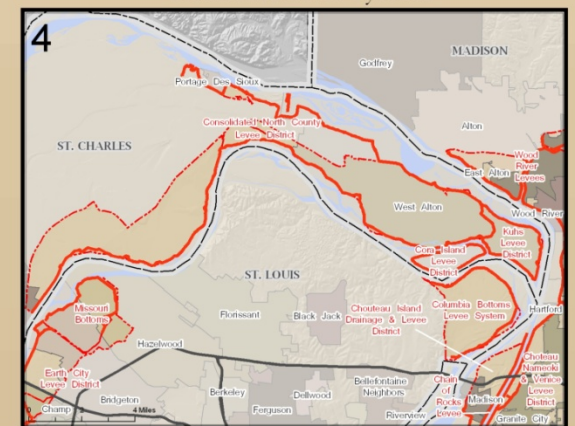 4
MADISON
Godfrey
Portage Des Sioux
Consolidated North County
Levee District
Alton
ST. CHARLES
Wood
River
Levees
East Alton
West Alton
Wood River
Kuhs
Levee
District
Cora Island
Levee
District
ST. LOUIS
Missouri
Bottoms
Florissant
Black Jack
Chouteau Island
Drainage & Levee
District
Columbia Bottoms
Levee System
Hartford
Hazelwood
Earth City
Levee District
Choteau
Nameoki
& Venice
Levee
District
Chain
of
Rocks
Levee
Bellefontaine
Neighbors
Berkeley
Dellwood
Madison
Bridgeton
Champ
0
4 Miles
Ferguson
Riverview
Granite City